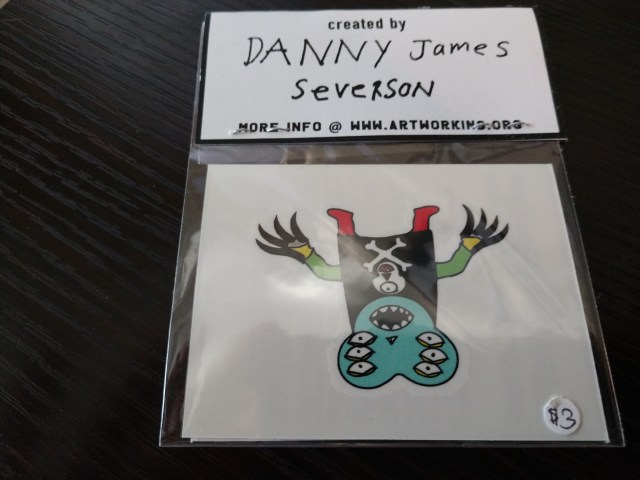 created by
DANNY James
SeveRSON
MORE INFO @ WWW.ARTWORKING.ORG
$3